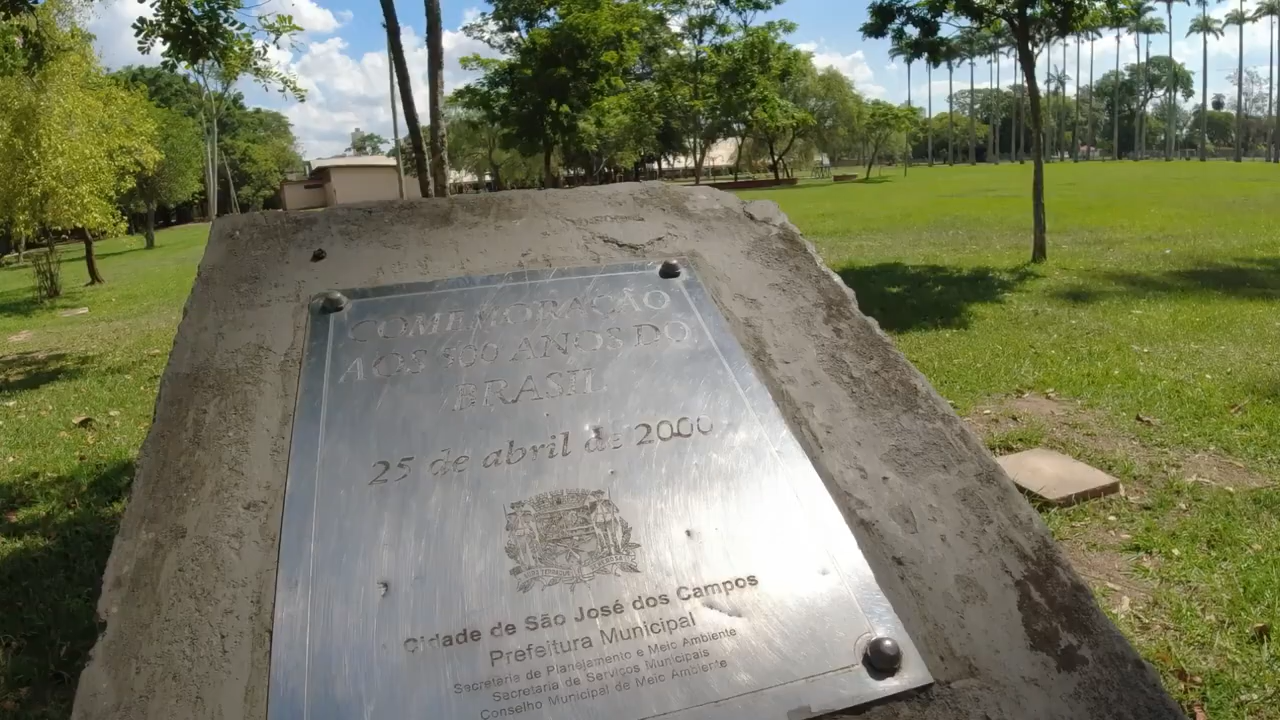 COMEMORAÇÃO
AOS 500 ANOS DO
BRASIL
25 de abril de 2000
Cidade de São José dos Campos
Prefeitura Municipal
Secretaria de Planejamento e Meio Ambiente
Secretaria de Serviços Municipais
Conselho Municipal de Meio Ambiente